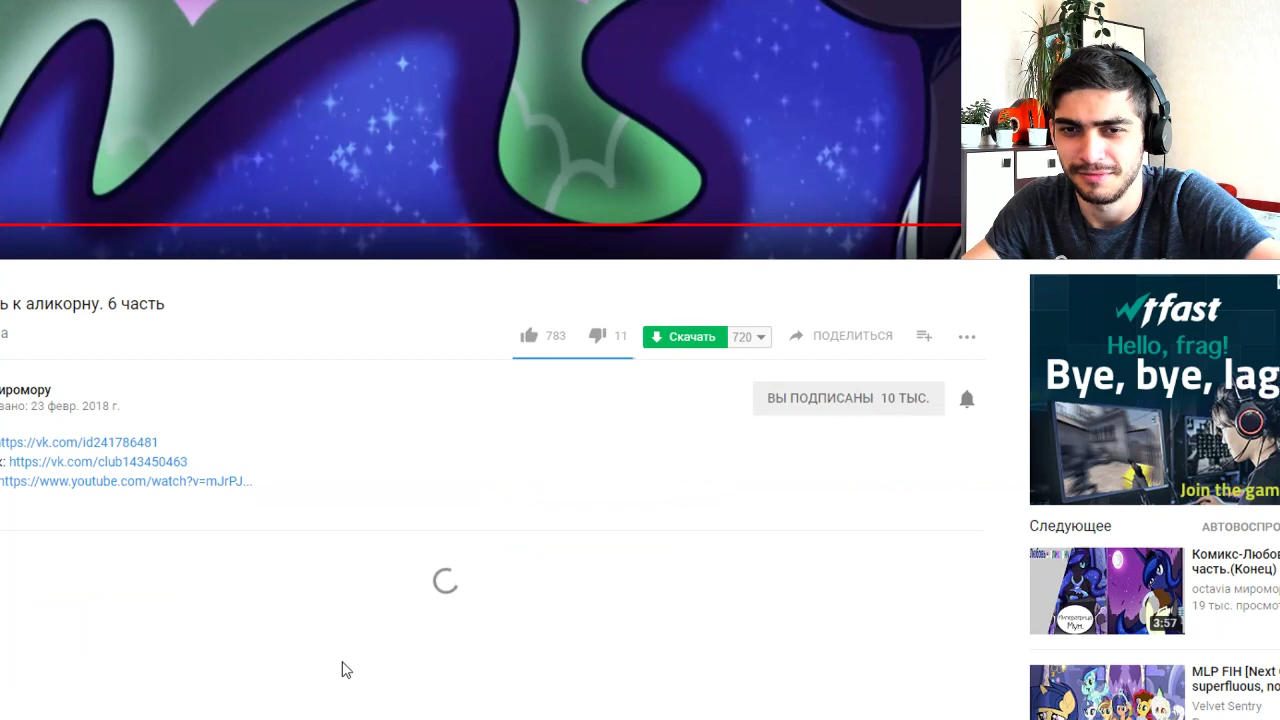 ь к аликорну. 6 часть
а
783
11
Скачать
720
ПОДЕЛИТЬСЯ
иромору
вано: 23 февр. 2018 г.
ВЫ ПОДПИСАНЫ 10 ТЫС.
https://vk.com/id241786481
к: https://vk.com/club143450463
https://www.youtube.com/watch?v=mJrPJ...
wtfast
Hello, frag!
Bye, bye, lag
Join the gam
Следующее
АВТОВОСПРО
Комикс-Любов
часть.(Конец)
octavia миромор
19 тыс. просмот
3:57
MLP FIH [Next G
superfluous, no
Velvet Sentry